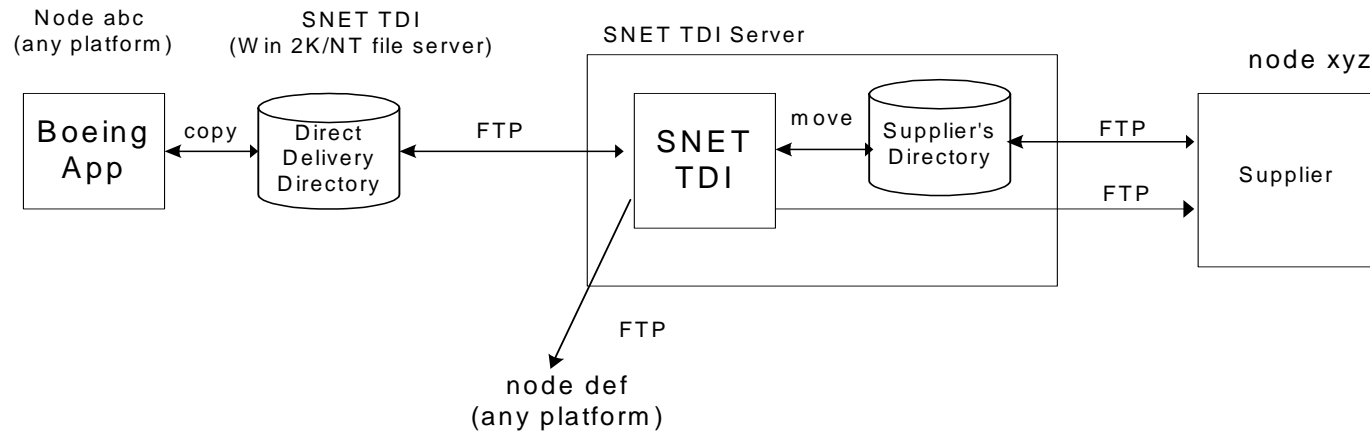 Node abc
(any platform)
SNET TDI
(Win 2K/NT file server)
SNET TDI Server
node xyz
Boeing
App
copy
Direct
Delivery
Directory
FTP
SNET
TDI
move
Supplier's
Directory
FTP
FTP
Supplier
FTP
node def
(any platform)